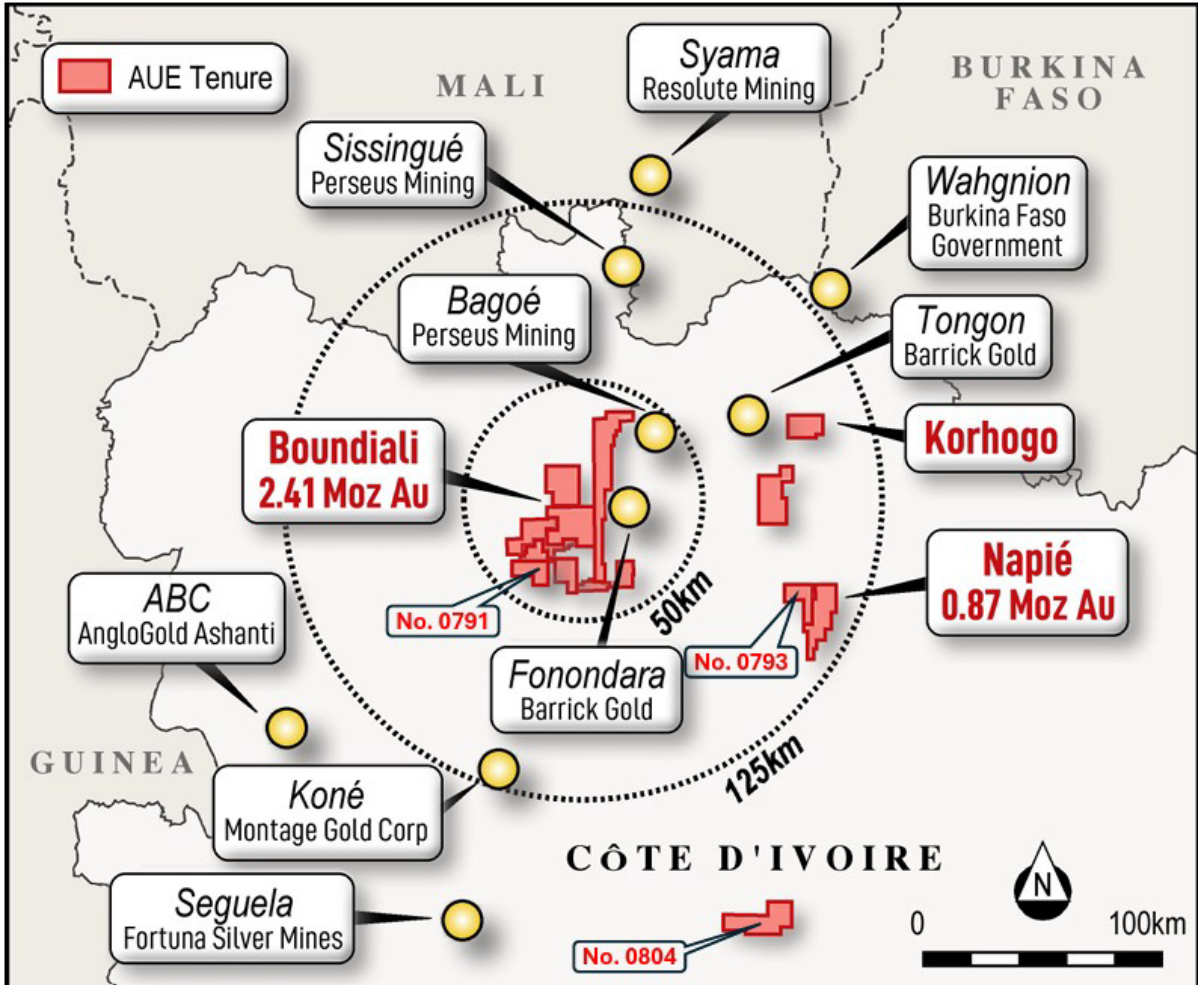 AUE Tenure
MALI
Syama
Resolute Mining
BURKINA
FASO
Sissingué
Perseus Mining
Wahgnion
Burkina Faso
Government
Bagoé
Perseus Mining
Tongon
Barrick Gold
Boundiali
2.41 Moz Au
Korhogo
Napié
0.87 Moz Au
ABC
AngloGold Ashanti
No. 0791
50km
No. 0793
Fonondara
Barrick Gold
125km
GUINEA
Koné
Montage Gold Corp
CÔTE D'IVOIRE
N
Seguela
Fortuna Silver Mines
No. 0804
0
100km